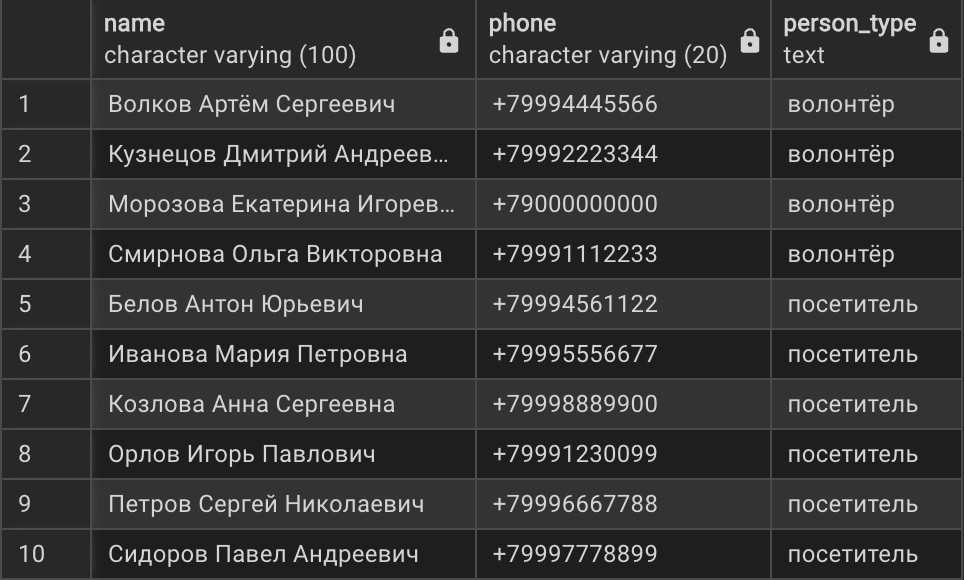 name phone person_type
character varying (100) character varying (20) text
1 Волков Артём Сергеевич +79994445566 волонтёр
2 Кузнецов Дмитрий Андреев... +79992223344 волонтёр
3 Морозова Екатерина Игорев... +79000000000 волонтёр
4 Смирнова Ольга Викторовна +79991112233 волонтёр
5 Белов Антон Юрьевич +79994561122 посетитель
6 Иванова Мария Петровна +79995556677 посетитель
7 Козлова Анна Сергеевна +79998889900 посетитель
8 Орлов Игорь Павлович +79991230099 посетитель
9 Петров Сергей Николаевич +79996667788 посетитель
10 Сидоров Павел Андреевич +79997778899 посетитель